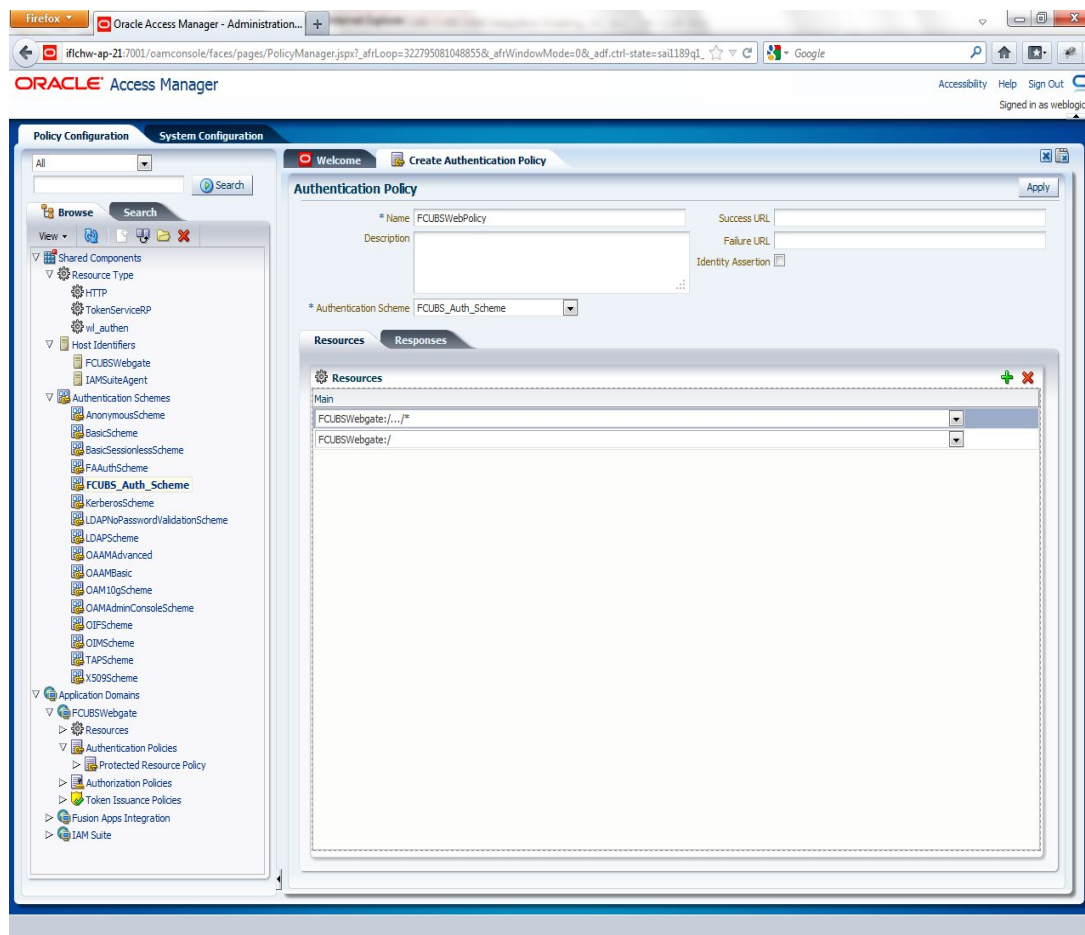 Firefox
Oracle Access Manager - Administration...
iflchw-ap-21:7001/oamconsole/faces/pages/PolicyManager.jspx?_afrLoop=322795081048855&_afrWindowMode=0&_adf.ctrl-state=sai1189q1_
Google
ORACLE Access Manager
Accessibility Help Sign Out
Signed in as weblogic
Policy Configuration System Configuration
All
Search
Browse Search
View
Shared Components
Resource Type
HTTP
TokenServiceRP
wl_authen
Host Identifiers
FCUBSWebgate
IAMSuiteAgent
Authentication Schemes
AnonymousScheme
BasicScheme
BasicSessionlessScheme
FAAuthScheme
FCUBS_Auth_Scheme
KerberosScheme
LDAPNoPasswordValidationScheme
LDAPScheme
OAAMAdvanced
OAAMBasic
OAM10gScheme
OAMAdminConsoleScheme
OIFScheme
OIMScheme
TAPScheme
X509Scheme
Application Domains
FCUBSWebgate
Resources
Authentication Policies
Protected Resource Policy
Authorization Policies
Token Issuance Policies
Fusion Apps Integration
IAM Suite
Welcome Create Authentication Policy
Authentication Policy Apply
* Name FCUBSWebPolicy
Description
* Authentication Scheme FCUBS_Auth_Scheme
Success URL
Failure URL
Identity Assertion
Resources Responses
Resources
Main
FCUBSWebgate:/.../*
FCUBSWebgate:/